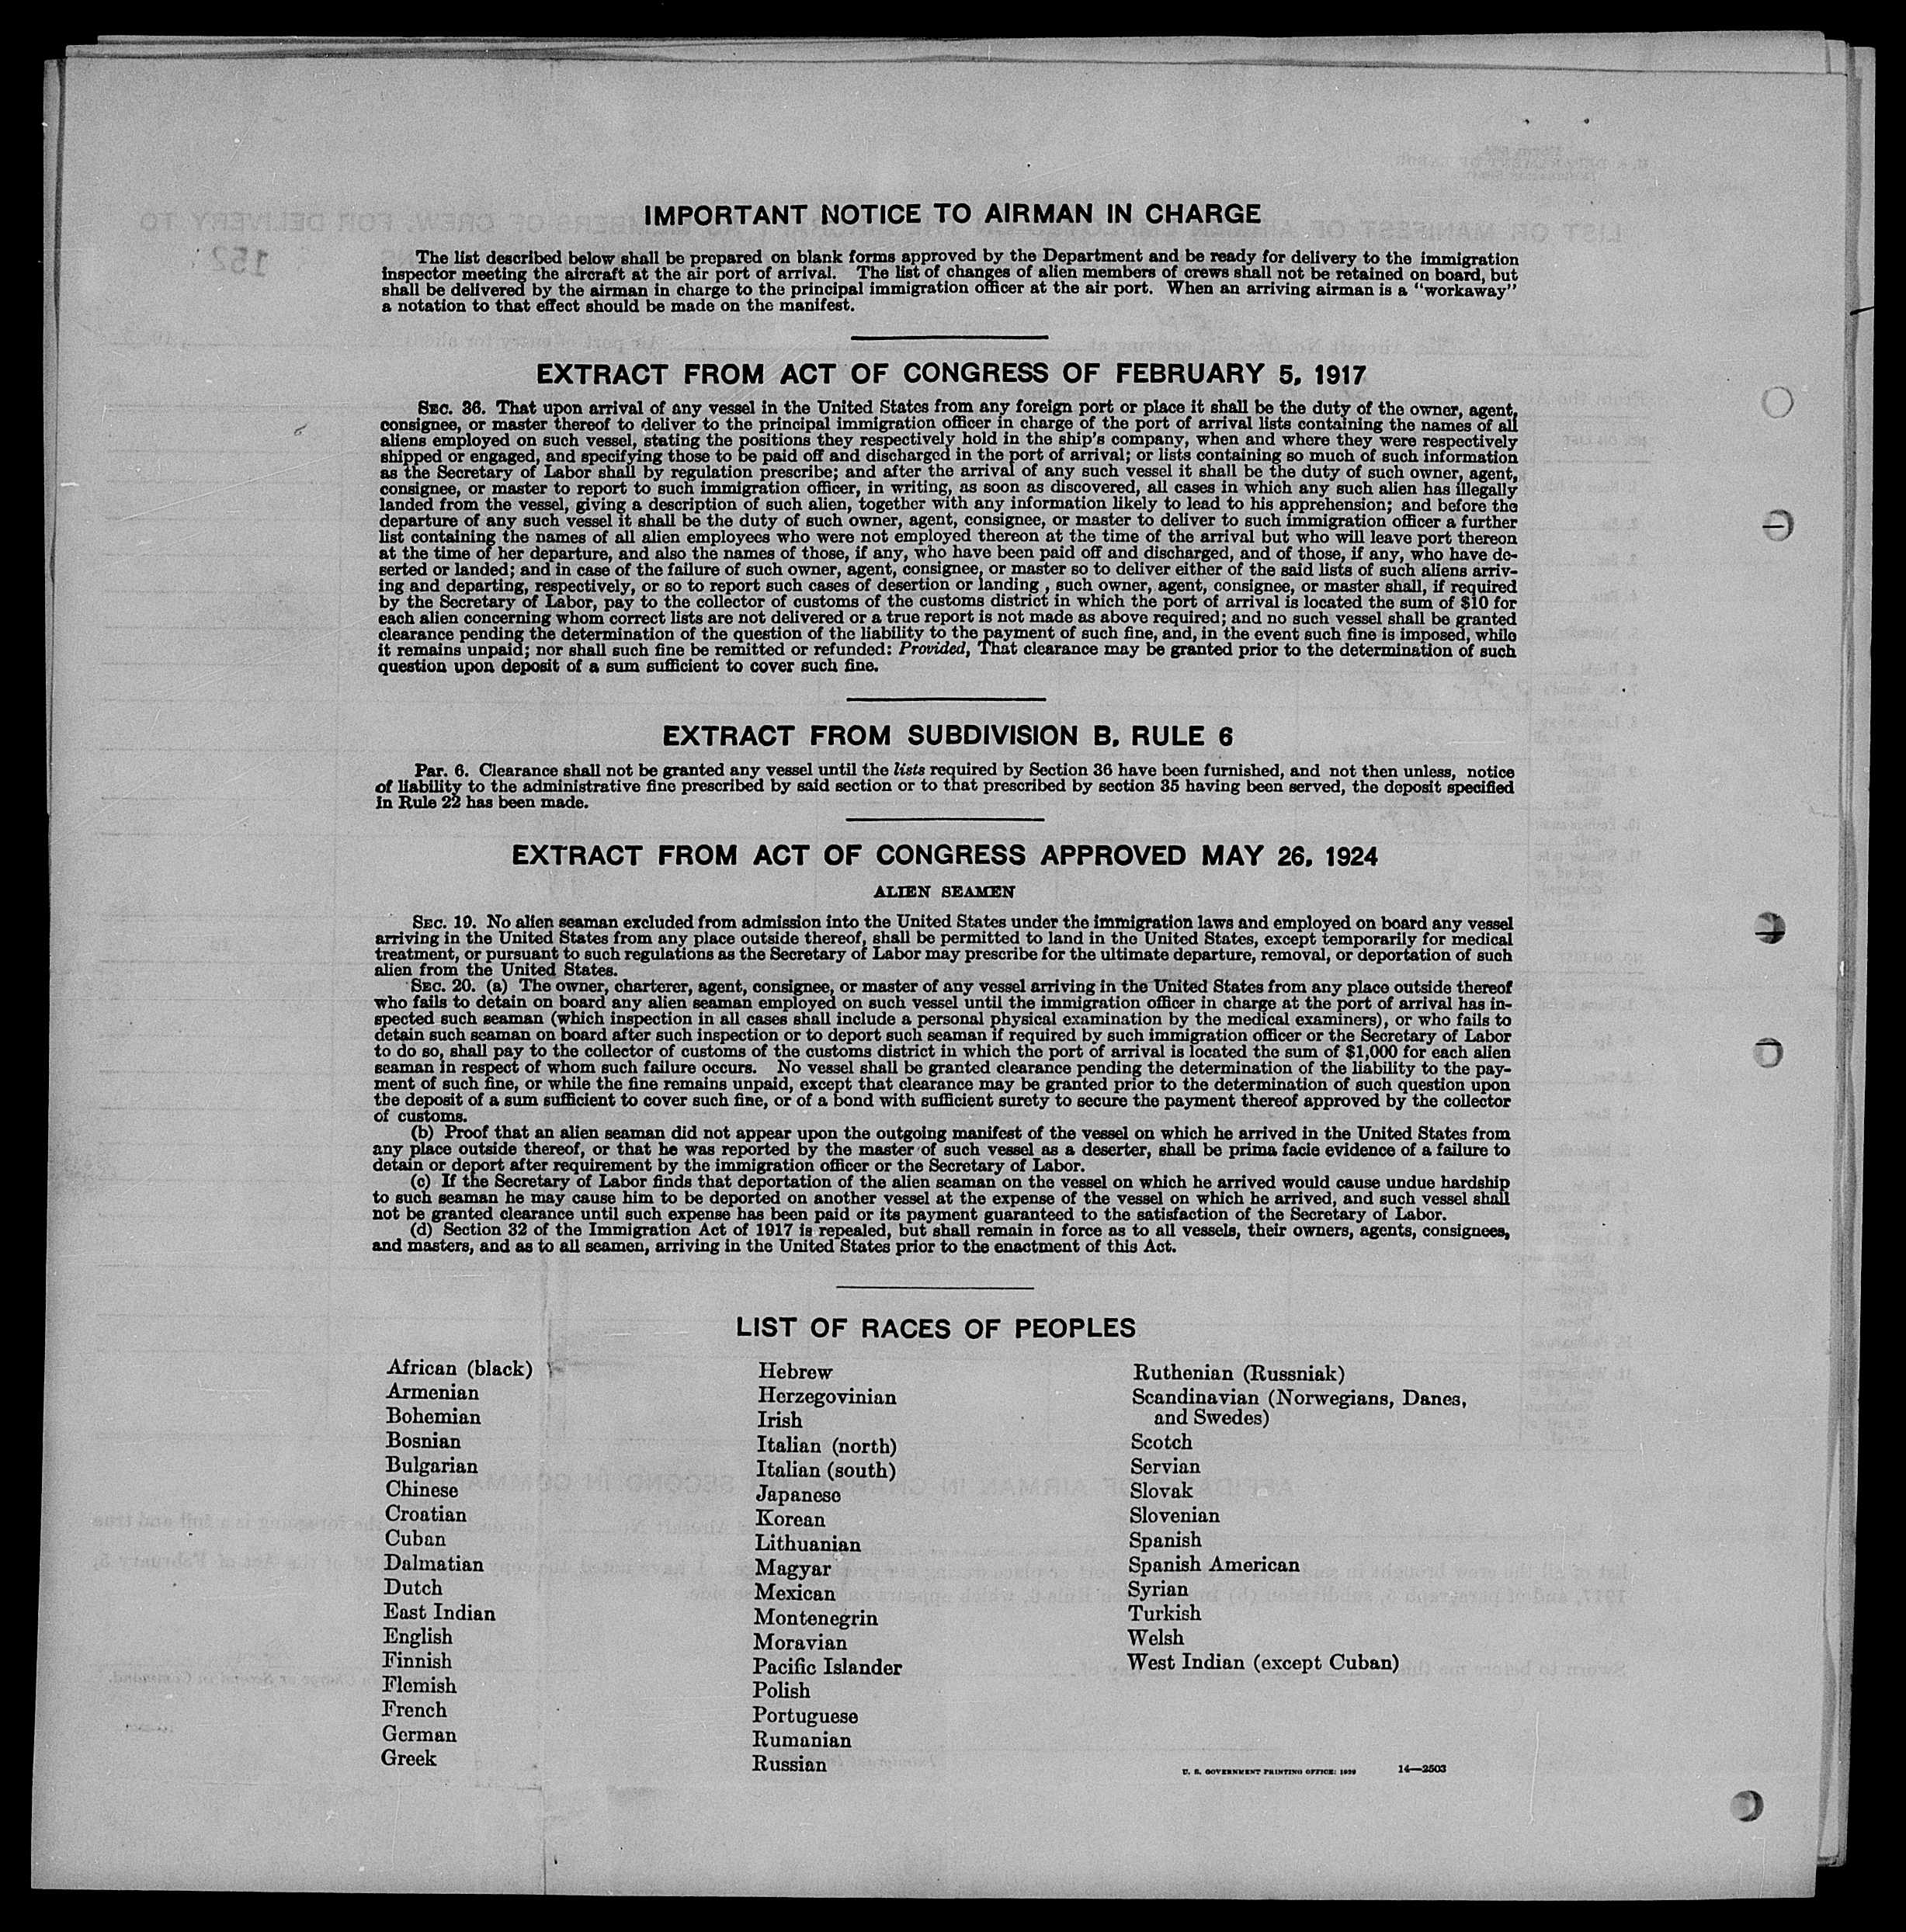 IMPORTANT NOTICE TO AIRMAN IN CHARGE
The list described below shall be prepared on blank forms approved by the Department and be ready for delivery to the immigration
inspector meeting the aircraft at the air port of arrival. The list of changes of alien members of crews shall not be retained on board, but
shall be delivered by the airman in charge to the principal immigration officer at the air port. When an arriving airman is a "workaway"
a notation to that effect should be made on the manifest.
EXTRACT FROM ACT OF CONGRESS OF FEBRUARY 5, 1917
SEC. 36. That upon arrival of any vessel in the United States from any foreign port or place it shall be the duty of the owner, agent,
consignee, or master thereof to deliver to the principal immigration officer in charge of the port of arrival lists containing the names of all
aliens employed on such vessel, stating the positions they respectively hold in the ship's company, when and where they were respectively
shipped or engaged, and specifying those to be paid off and discharged in the port of arrival; or lists containing so much of such information
as the Secretary of Labor shall by regulation prescribe; and after the arrival of any such vessel it shall be the duty of such owner, agent,
consignee, or master to report to such immigration officer, in writing, as soon as discovered, all cases in which any such alien has illegally
landed from the vessel, giving a description of such alien, together with any information likely to lead to his apprehension; and before the
departure of any such vessel it shall be the duty of such owner, agent, consignee, or master to deliver to such immigration officer a further
list containing the names of all alien employees who were not employed thereon at the time of the arrival but who will leave port thereon
at the time of her departure, and also the names of those, if any, who have been paid off and discharged, and of those, if any, who have de-
serted or landed; and in case of the failure of such owner, agent, consignee, or master so to deliver either of the said lists of such aliens arriv-
ing and departing, respectively, or so to report such cases of desertion or landing , such owner, agent, consignee, or master shall, if required
by the Secretary of Labor, pay to the collector of customs of the customs district in which the port of arrival is located the sum of $10 for
each alien concerning whom correct lists are not delivered or a true report is not made as above required; and no such vessel shall be granted
clearance pending the determination of the question of the liability to the payment of such fine, and, in the event such fine is imposed, while
it remains unpaid; nor shall such fine be remitted or refunded: Provided, That clearance may be granted prior to the determination of such
question upon deposit of a sum sufficient to cover such fine.
EXTRACT FROM SUBDIVISION B, RULE 6
Par. 6. Clearance shall not be granted any vessel until the lists required by Section 36 have been furnished, and not then unless, notice
of liability to the administrative fine prescribed by said section or to that prescribed by section 35 having been served, the deposit specified
in Rule 22 has been made.
EXTRACT FROM ACT OF CONGRESS APPROVED MAY 26, 1924
ALIEN SEAMEN
SEC. 19. No alien seaman excluded from admission into the United States under the immigration laws and employed on board any vessel
arriving in the United States from any place outside thereof, shall be permitted to land in the United States, except temporarily for medical
treatment, or pursuant to such regulations as the Secretary of Labor may prescribe for the ultimate departure, removal, or deportation of such
alien from the United States.
SEC. 20. (a) The owner, charterer, agent, consignee, or master of any vessel arriving in the United States from any place outside thereof
who fails to detain on board any alien seaman employed on such vessel until the immigration officer in charge at the port of arrival has in-
spected such seaman (which inspection in all cases shall include a personal physical examination by the medical examiners), or who fails to
detain such seaman on board after such inspection or to deport such seaman if required by such immigration officer or the Secretary of Labor
to do so, shall pay to the collector of customs of the customs district in which the port of arrival is located the sum of $1,000 for each alien
seaman in respect of whom such failure occurs. No vessel shall be granted clearance pending the determination of the liability to the pay-
ment of such fine, or while the fine remains unpaid, except that clearance may be granted prior to the determination of such question upon
the deposit of a sum sufficient to cover such fine, or of a bond with sufficient surety to secure the payment thereof approved by the collector
of customs.
(b) Proof that an alien seaman did not appear upon the outgoing manifest of the vessel on which he arrived in the United States from
any place outside thereof, or that he was reported by the master of such vessel as a deserter, shall be prima facie evidence of a failure to
detain or deport after requirement by the immigration officer or the Secretary of Labor.
(c) If the Secretary of Labor finds that deportation of the alien seaman on the vessel on which he arrived would cause undue hardship
to such seaman he may cause him to be deported on another vessel at the expense of the vessel on which he arrived, and such vessel shall
not be granted clearance until such expense has been paid or its payment guaranteed to the satisfaction of the Secretary of Labor.
(d) Section 32 of the Immigration Act of 1917 is repealed, but shall remain in force as to all vessels, their owners, agents, consignees,
and masters, and as to all seamen, arriving in the United States prior to the enactment of this Act.
LIST OF RACES OF PEOPLES
African (black)
Armenian
Bohemian
Bosnian
Bulgarian
Chinese
Croatian
Cuban
Dalmatian
Dutch
East Indian
English
Finnish
Flemish
French
German
Greek
Hebrew
Herzegovinian
Irish
Italian (north)
Italian (south)
Japanese
Korean
Lithuanian
Magyar
Mexican
Montenegrin
Moravian
Pacific Islander
Polish
Portuguese
Rumanian
Russian
Ruthenian (Russniak)
Scandinavian (Norwegians, Danes,
and Swedes)
Scotch
Servian
Slovak
Slovenian
Spanish
Spanish American
Syrian
Turkish
Welsh
West Indian (except Cuban)
U. S. GOVERNMENT PRINTING OFFICE: 1929 14—2503